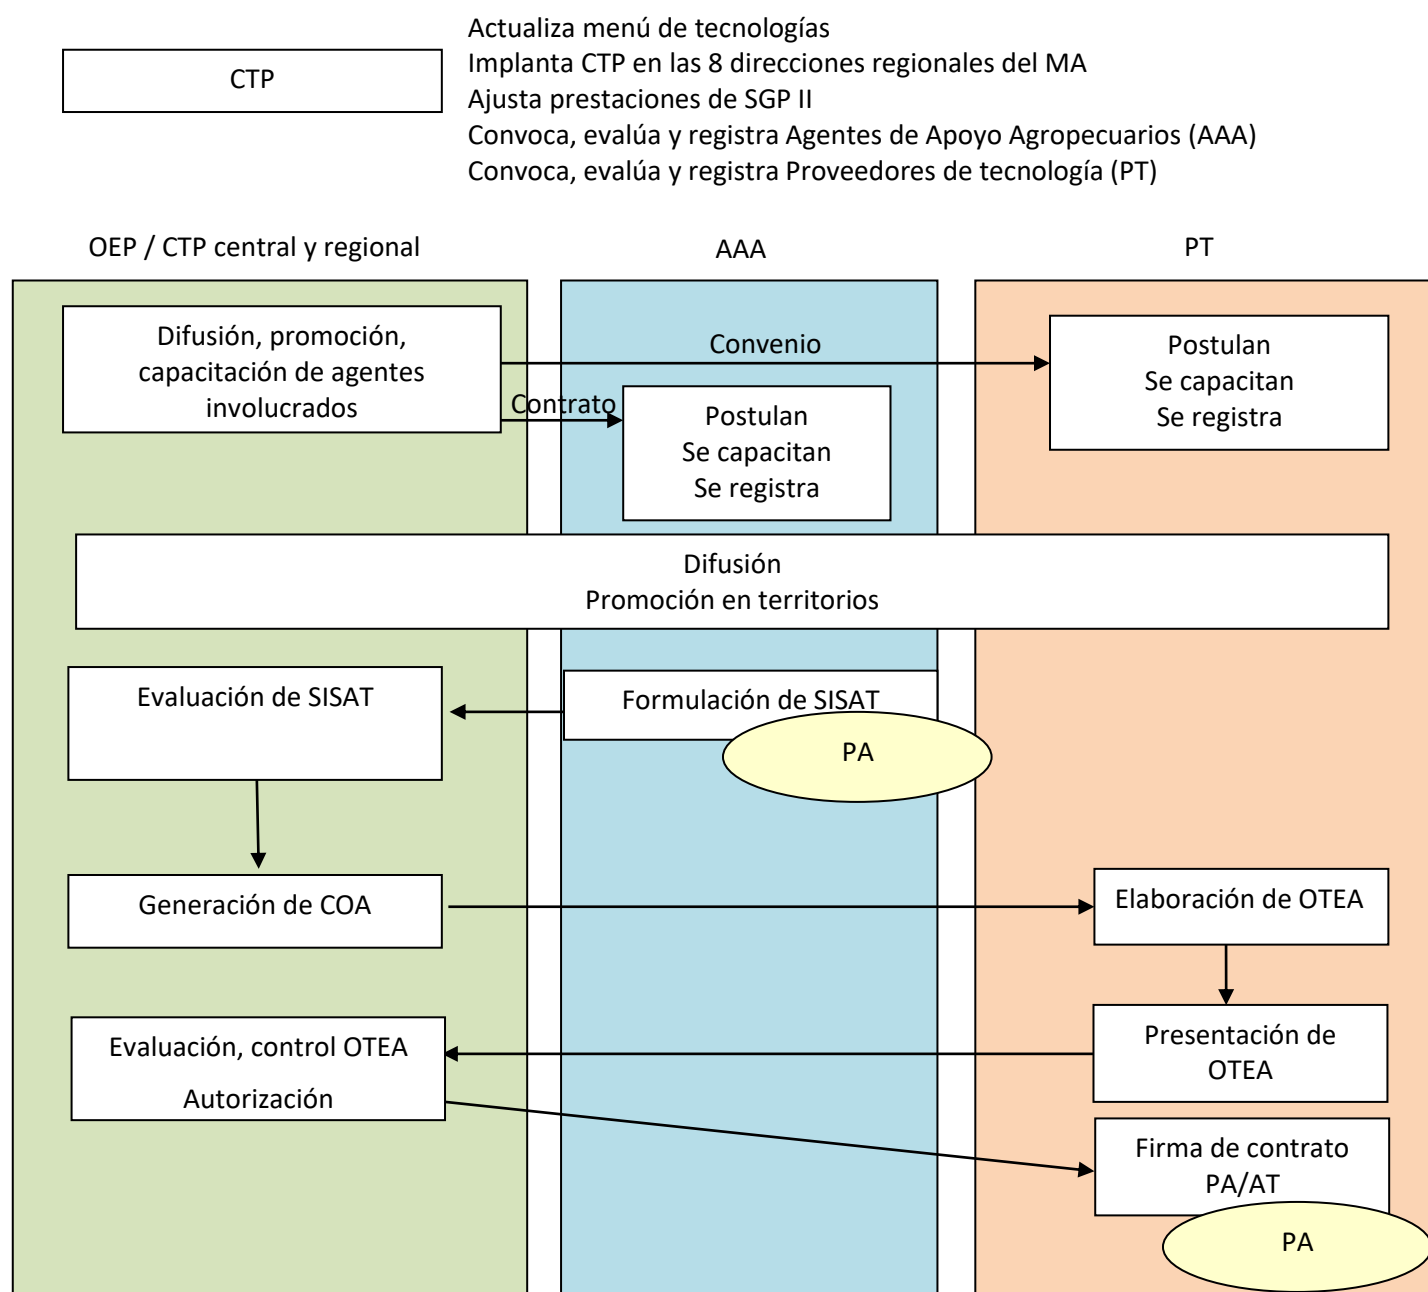 Actualiza menú de tecnologías
CTP
Implanta CTP en las 8 direcciones regionales del MA
Ajusta prestaciones de SGP II
Convoca, evalúa y registra Agentes de Apoyo Agropecuarios (AAA)
Convoca, evalúa y registra Proveedores de tecnología (PT)
OEP / CTP central y regional
AAA
PT
Difusión, promoción,
capacitación de agentes
involucrados
Convenio
Contrato
Postulan
Se capacitan
Se registra
Postulan
Se capacitan
Se registra
Difusión
Promoción en territorios
Evaluación de SISAT
Formulación de SISAT
PA
Generación de COA
Elaboración de OTEA
Evaluación, control OTEA
Autorización
Presentación de
OTEA
Firma de contrato
PA/AT
PA